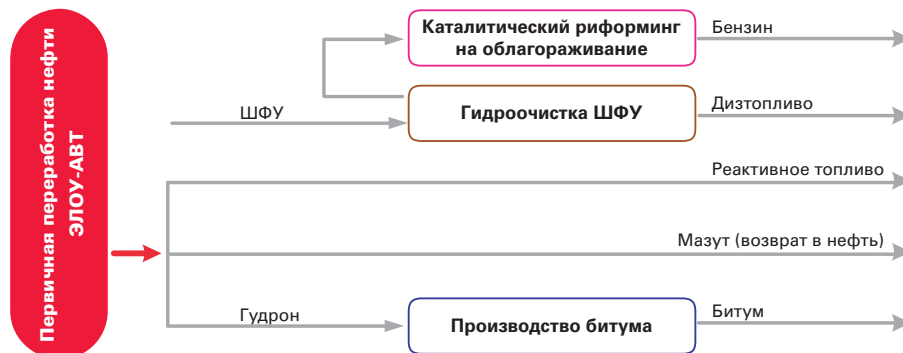 Первичная переработка нефти
ЭЛОУ-АВТ
Каталитический риформинг
на облагораживание
Бензин
ШФУ
Гидроочистка ШФУ
Дизтопливо
Реактивное топливо
Мазут (возврат в нефть)
Гудрон
Производство битума
Битум